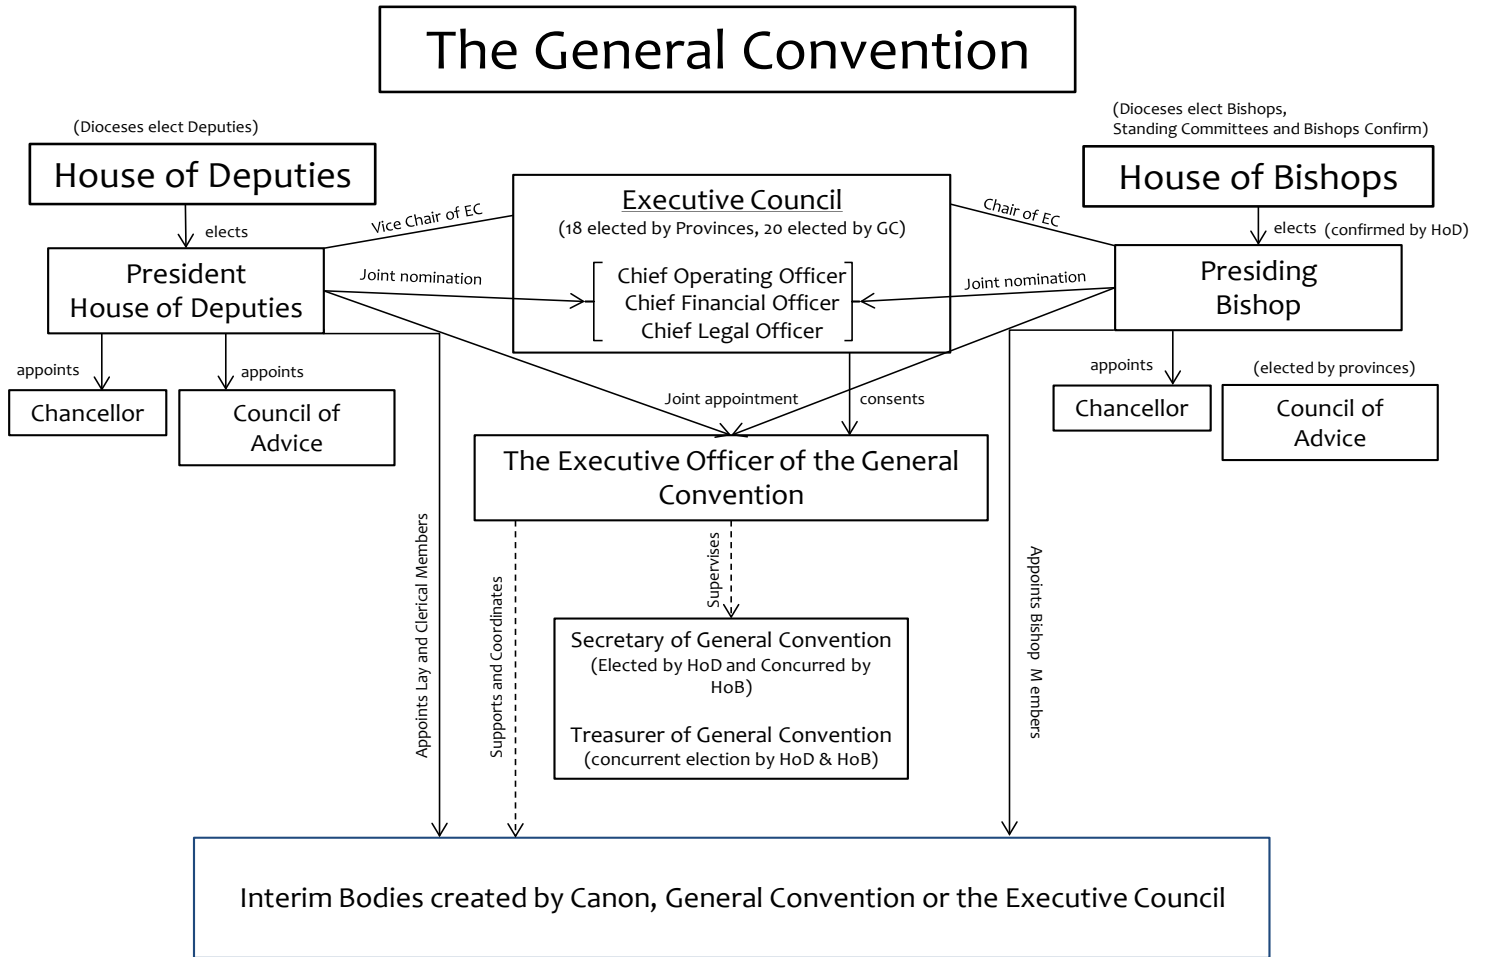 The General Convention
(Dioceses elect Deputies)
House of Deputies
elects
President
House of Deputies
appoints
Chancellor
appoints
Council of
Advice
Vice Chair of EC
Joint nomination
Executive Council
(18 elected by Provinces, 20 elected by GC)
Chief Operating Officer
Chief Financial Officer
Chief Legal Officer
Chair of EC
Joint nomination
(Dioceses elect Bishops,
Standing Committees and Bishops Confirm)
House of Bishops
elects
(confirmed by HoD)
Presiding
Bishop
appoints
Chancellor
(elected by provinces)
Council of
Advice
Joint appointment
consents
The Executive Officer of the General
Convention
Appoints Lay and Clerical Members
Supports and Coordinates
Supervises
Secretary of General Convention
(Elected by HoD and Concurred by
HoB)
Treasurer of General Convention
(concurrent election by HoD & HoB)
Appoints Bishop M embers
Interim Bodies created by Canon, General Convention or the Executive Council